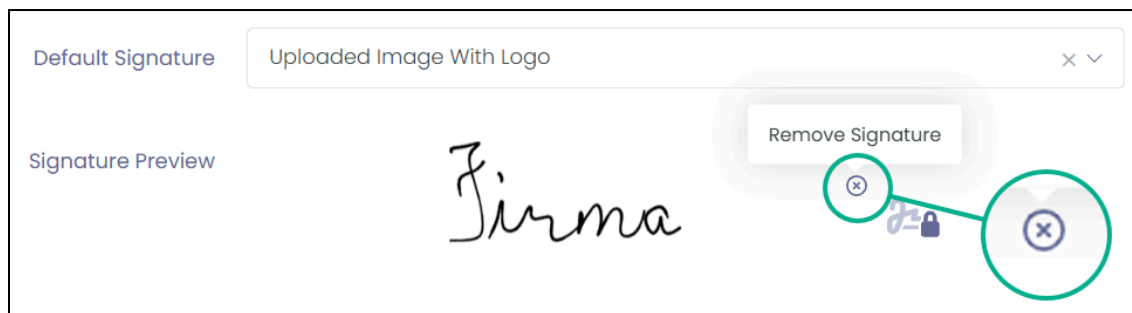 Default Signature
Uploaded Image With Logo
Remove Signature
Signature Preview
Firma